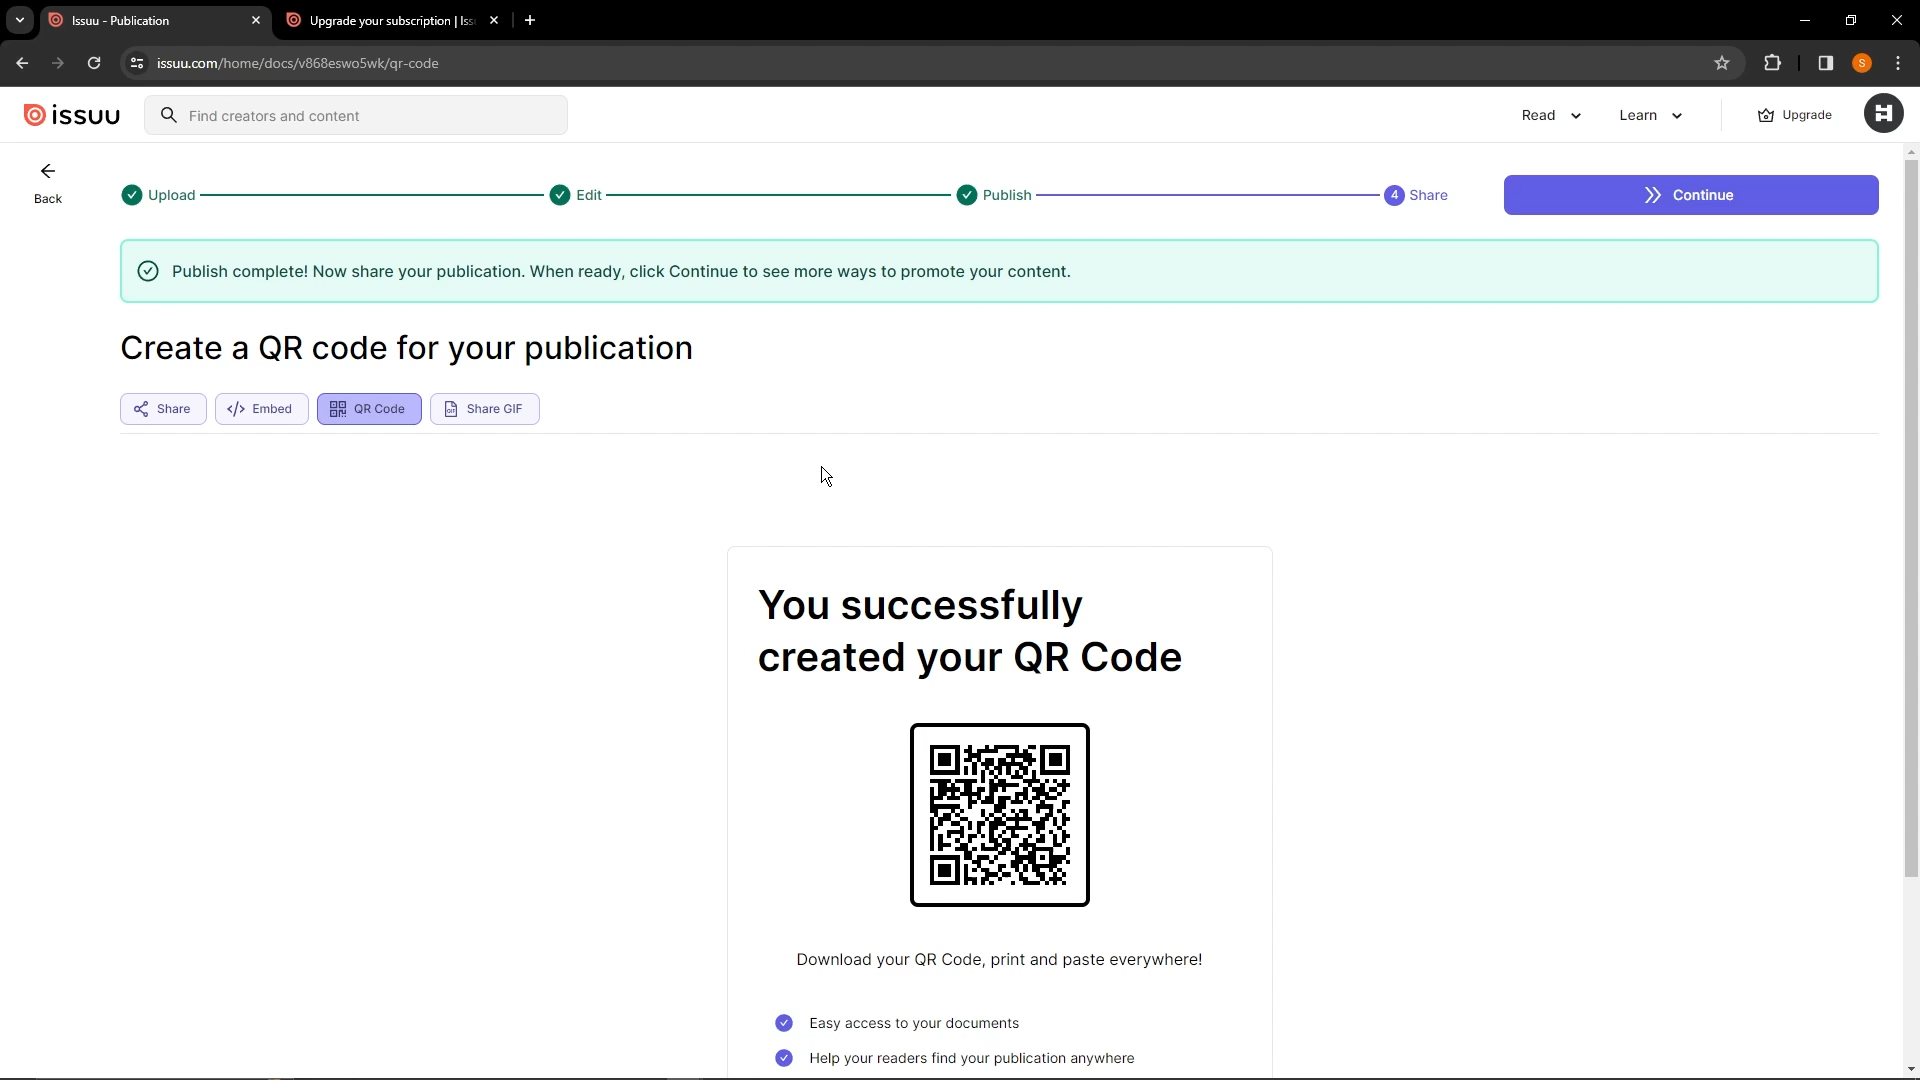 Issuu - Publication
Upgrade your subscription | Iss
issuu.com/home/docs/v868eswo5wk/qr-code
S
issuu
Find creators and content
Read
Learn
Upgrade
Back
Upload
Edit
Publish
4 Share
Continue
Publish complete! Now share your publication. When ready, click Continue to see more ways to promote your content.
Create a QR code for your publication
Share
Embed
QR Code
GIF
Share GIF
You successfully
created your QR Code
Download your QR Code, print and paste everywhere!
Easy access to your documents
Help your readers find your publication anywhere